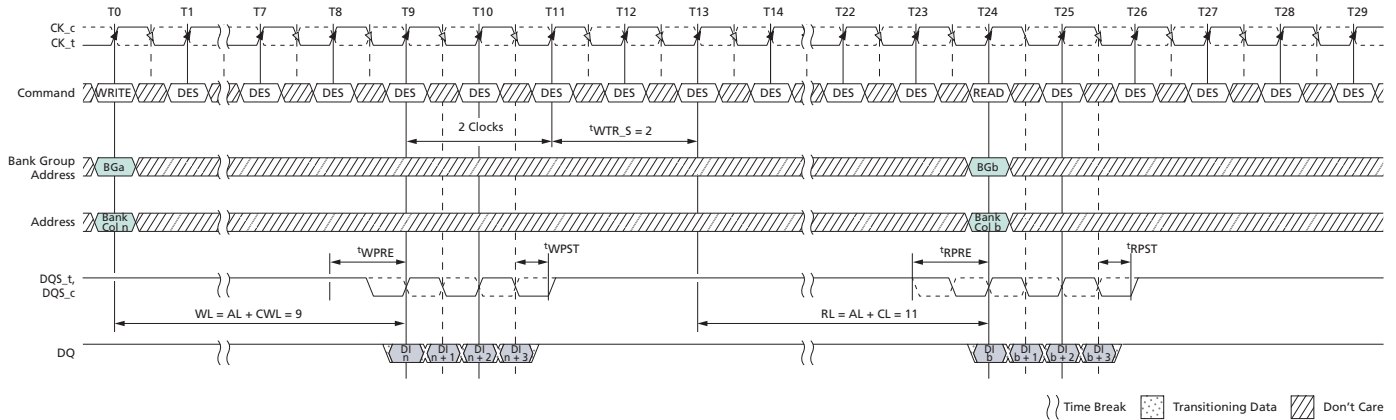 T0 T1 T7 T8 T9 T10 T11 T12 T13 T14 T22 T23 T24 T25 T26 T27 T28 T29
CK_c
CK_t
Command WRITE DES DES DES DES DES DES DES DES DES DES DES READ DES DES DES DES DES
2 Clocks tWTR_S = 2
Bank Group
Address BGa BGb
Address Bank Col n Bank Col b
tWPRE tWPST tRPRE tRPST
DQS_t,
DQS_c
WL = AL + CWL = 9 RL = AL + CL = 11
DQ DI n DI n + 1 DI n + 2 DI n + 3 DI b DI b + 1 DI b + 2 DI b + 3
Time Break Transitioning Data Don't Care